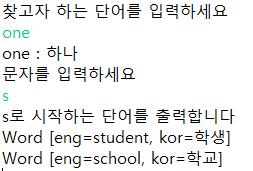 찾고자 하는 단어를 입력하세요
one
one : 하나
문자를 입력하세요
s
s로 시작하는 단어를 출력합니다
Word [eng=student, kor=학생]
Word [eng=school, kor=학교]